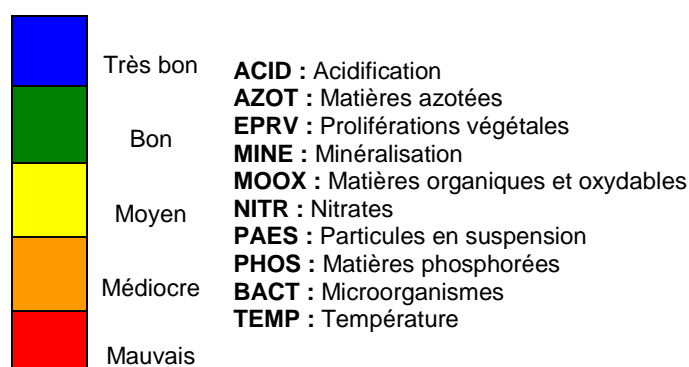 Très bon
Bon
Moyen
Médiocre
Mauvais
ACID : Acidification
AZOT : Matières azotées
EPRV : Proliférations végétales
MINE : Minéralisation
MOOX : Matières organiques et oxydables
NITR : Nitrates
PAES : Particules en suspension
PHOS : Matières phosphorées
BACT : Microorganismes
TEMP : Température